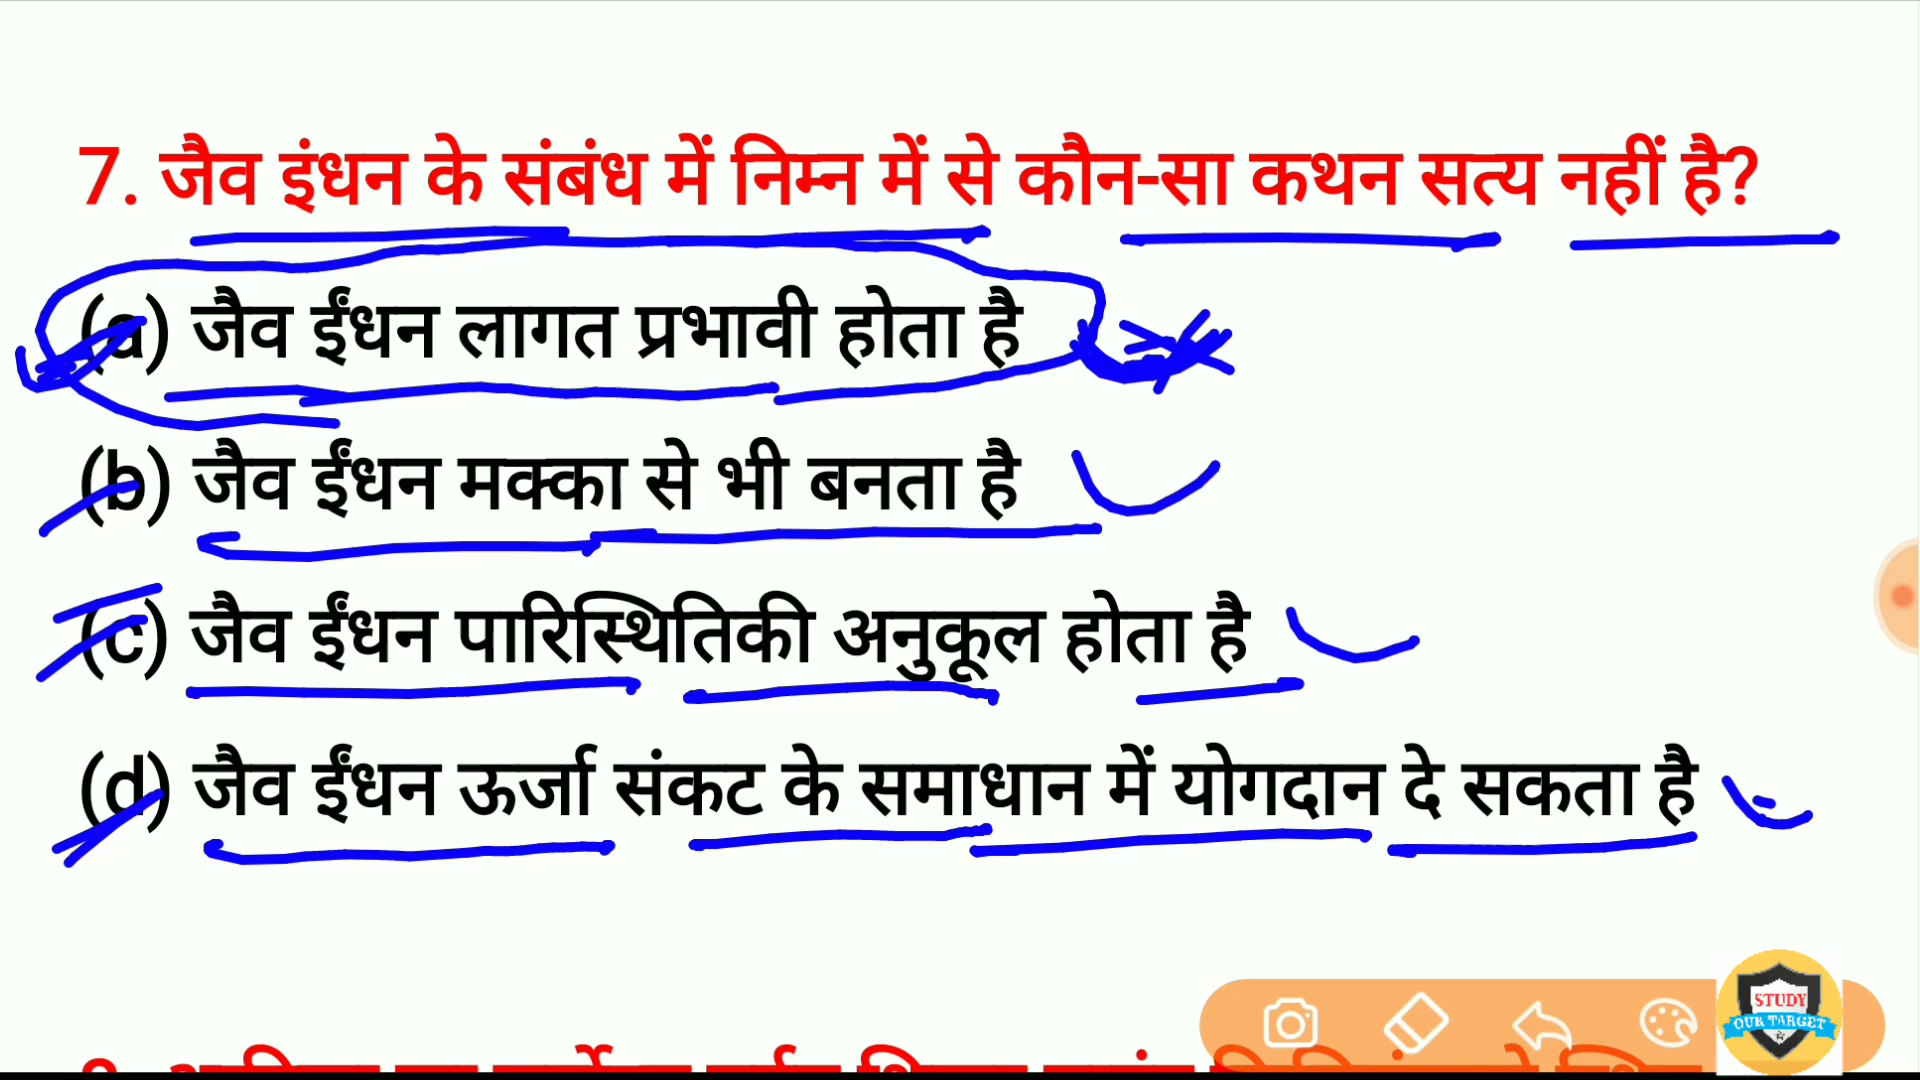 7. जैव इंधन के संबंध में निम्न में से कौन-सा कथन सत्य नहीं है?
(a) जैव ईंधन लागत प्रभावी होता है
(b) जैव ईंधन मक्का से भी बनता है
(c) जैव ईंधन पारिस्थितिकी अनुकूल होता है
(d) जैव ईंधन ऊर्जा संकट के समाधान में योगदान दे सकता है
STUDY
OUR TARGET